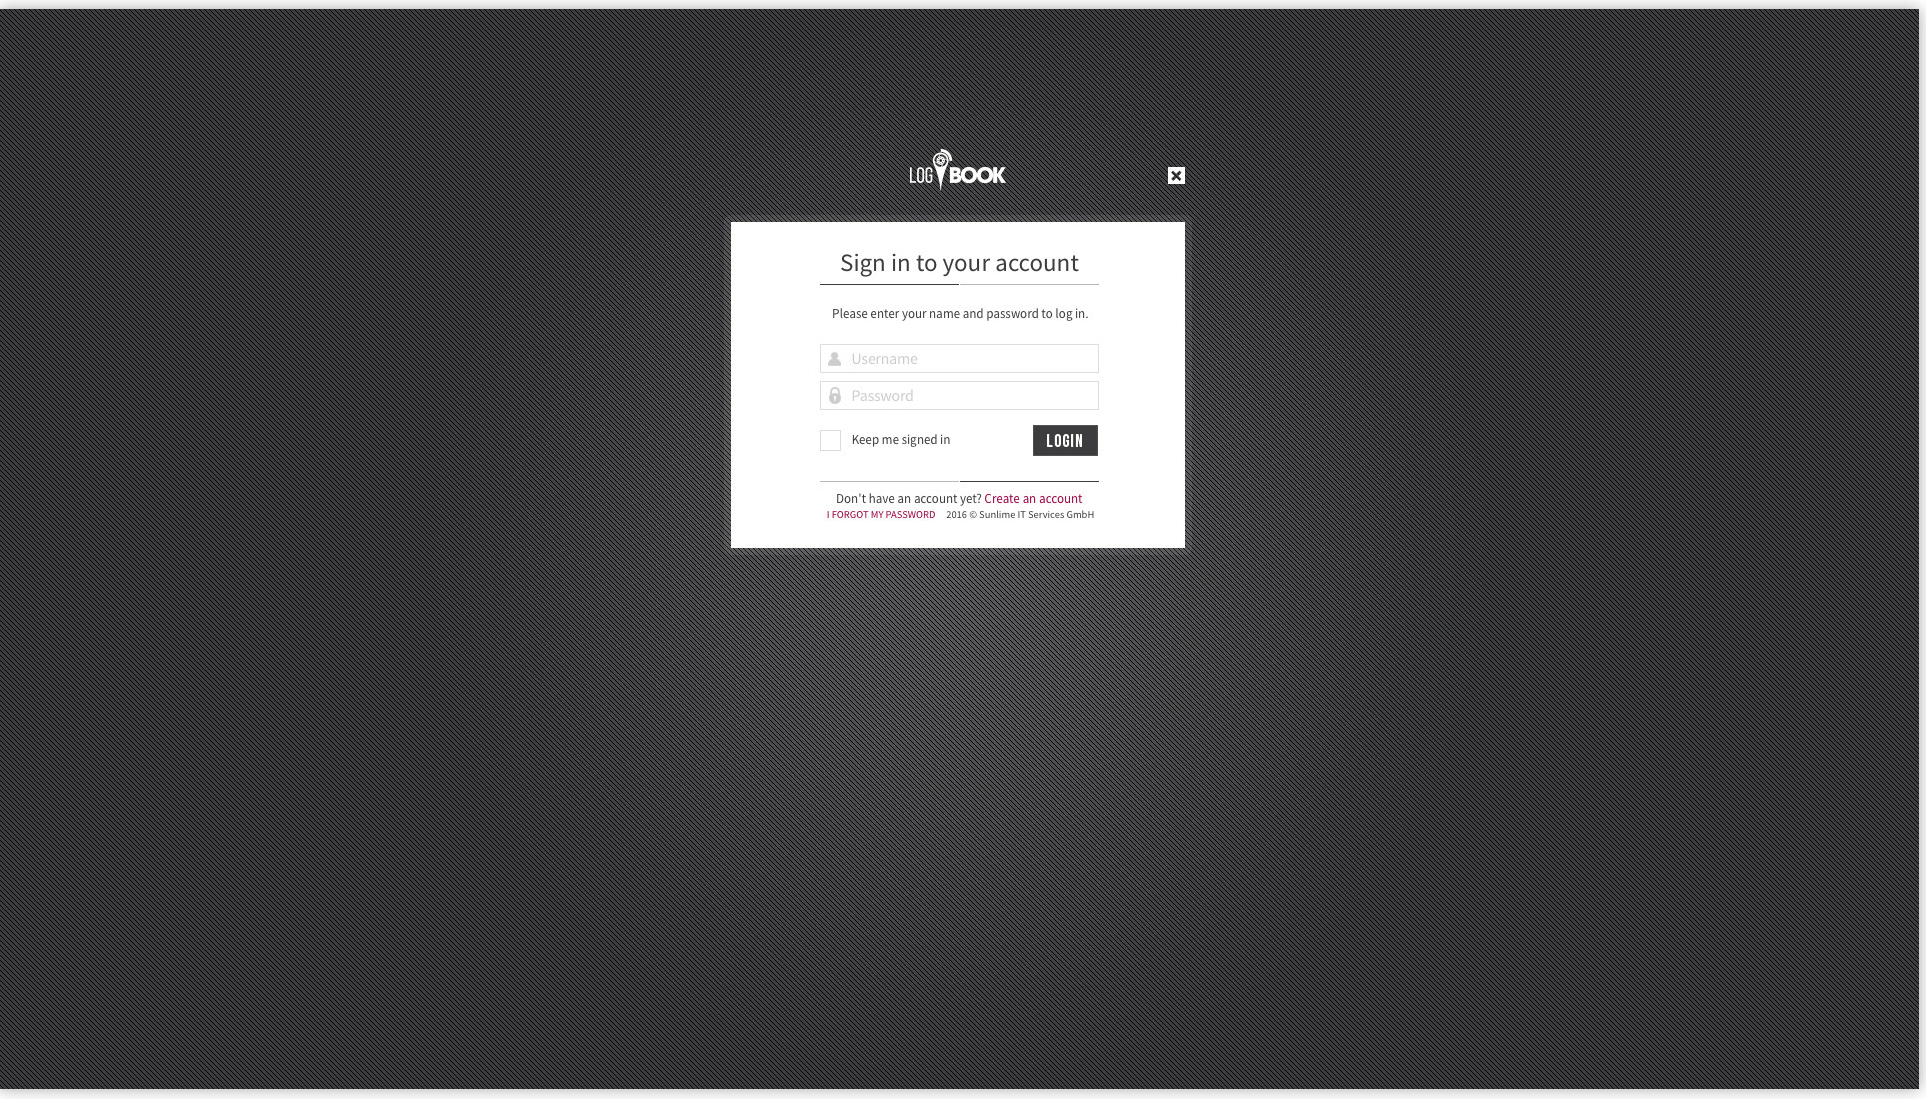 LOG BOOK
Sign in to your account
Please enter your name and password to log in.
Username
Password
Keep me signed in
LOGIN
Don't have an account yet? Create an account
I FORGOT MY PASSWORD 2016 © Sunlime IT Services GmbH